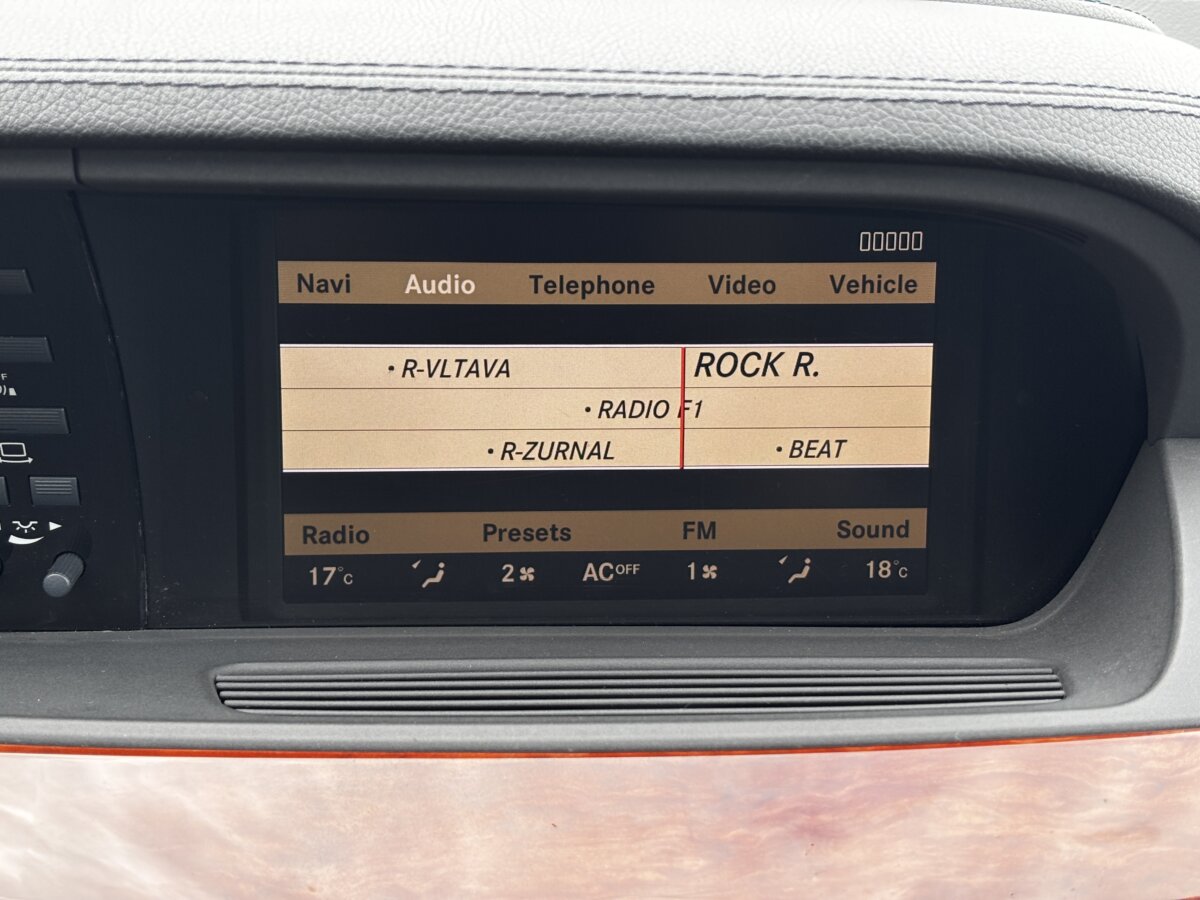 Navi Audio Telephone Video Vehicle
• R-VLTAVA ROCK R.
• RADIO F1
• R-ZURNAL • BEAT
Radio Presets FM Sound
17°C 2 AC OFF 1 18°C